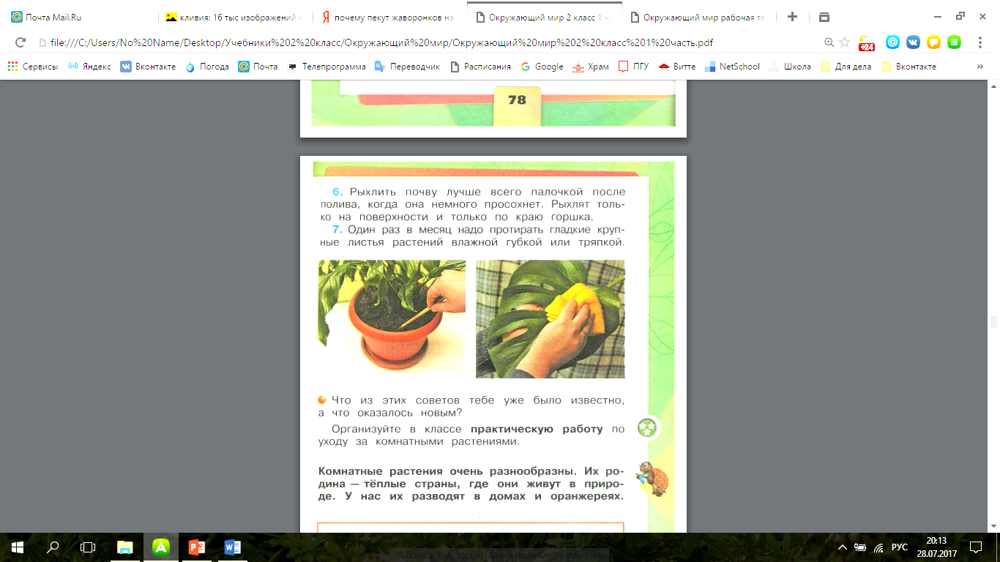 Почта Mail.Ru
кливия: 16 тыс изображений н
почему пекут жаворонков на
Окружающий мир 2 класс 1 ч
Окружающий мир рабочая те
file:///C:/Users/No%20Name/Desktop/Учебники%202%20класс/Окружающий%20мир/Окружающий%20мир%202%20класс%201%20часть.pdf
+24
Сервисы
Яндекс
Вконтакте
Погода
Почта
Телепрограмма
Переводчик
Расписания
Google
Храм
ПГУ
Витте
NetSchool
Школа
Для дела
Вконтакте
78
6. Рыхлить почву лучше всего палочкой после
полива, когда она немного просохнет. Рыхлят толь-
ко на поверхности и только по краю горшка.
7. Один раз в месяц надо протирать гладкие круп-
ные листья растений влажной губкой или тряпкой.
Что из этих советов тебе уже было известно,
а что оказалось новым?
Организуйте в классе практическую работу по
уходу за комнатными растениями.
Комнатные растения очень разнообразны. Их ро-
дина — тёплые страны, где они живут в приро-
де. У нас их разводят в домах и оранжереях.
РУС
20:13
28.07.2017